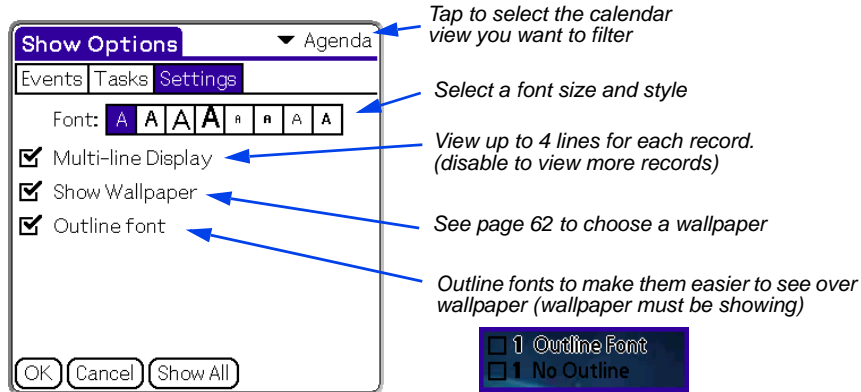 Tap to select the calendar
view you want to filter
Show Options Agenda
Events Tasks Settings
Select a font size and style
Font: A A A A A A A A
View up to 4 lines for each record.
(disable to view more records)
Multi-line Display
Show Wallpaper
See page 62 to choose a wallpaper
Outline font
Outline fonts to make them easier to see over
wallpaper (wallpaper must be showing)
1 Outline Font
1 No Outline
OK Cancel Show All